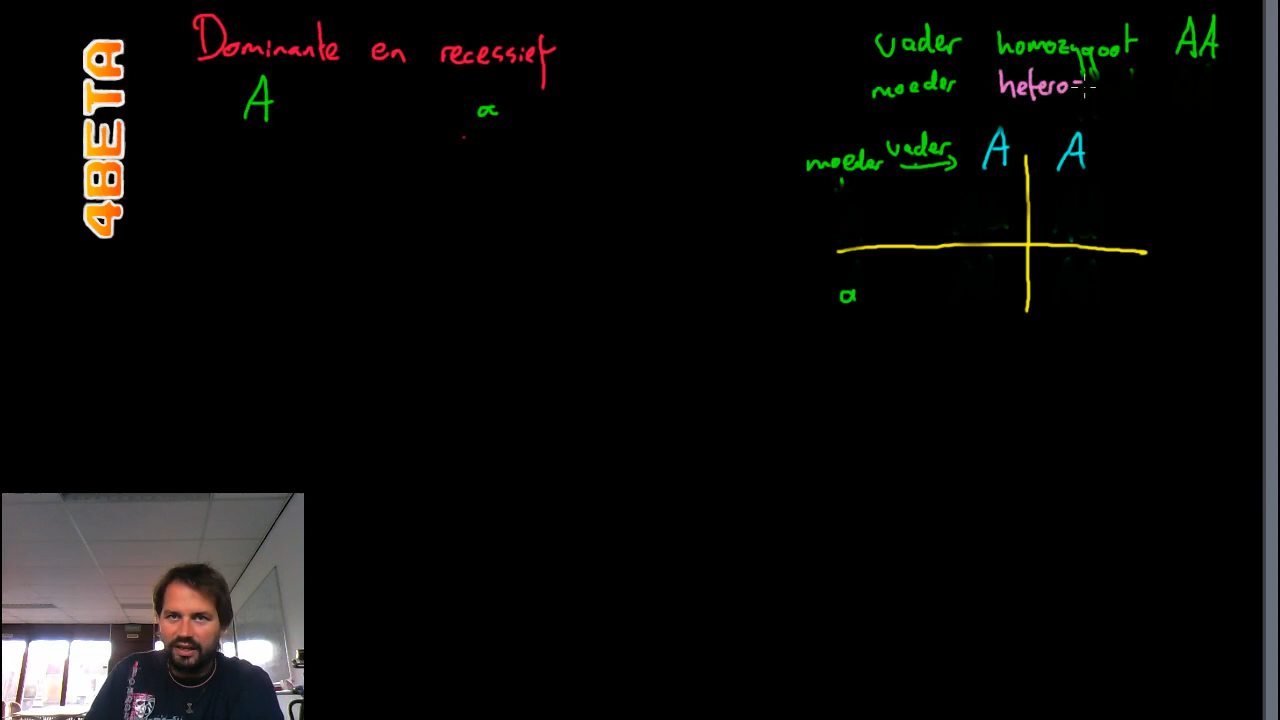 4BETA
Dominante en recessief
A a
vader homozygoot AA
moeder hetero-
moeder vader → A A
a